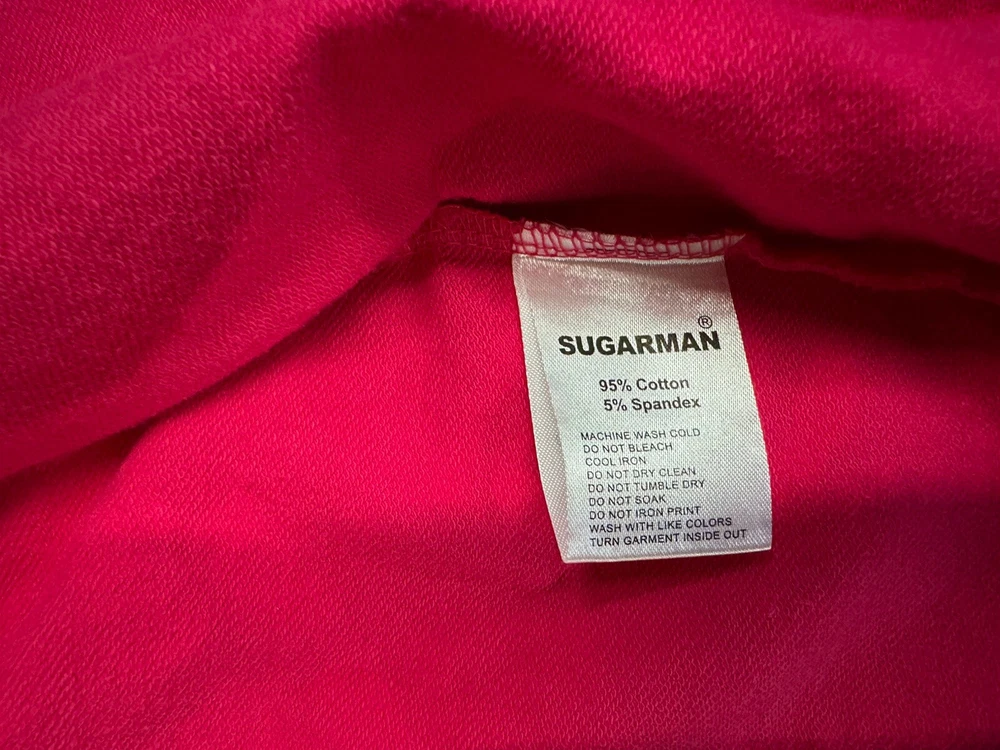 ®
SUGARMAN
95% Cotton
5% Spandex
MACHINE WASH COLD
DO NOT BLEACH
COOL IRON
DO NOT DRY CLEAN
DO NOT TUMBLE DRY
DO NOT SOAK
DO NOT IRON PRINT
WASH WITH LIKE COLORS
TURN GARMENT INSIDE OUT